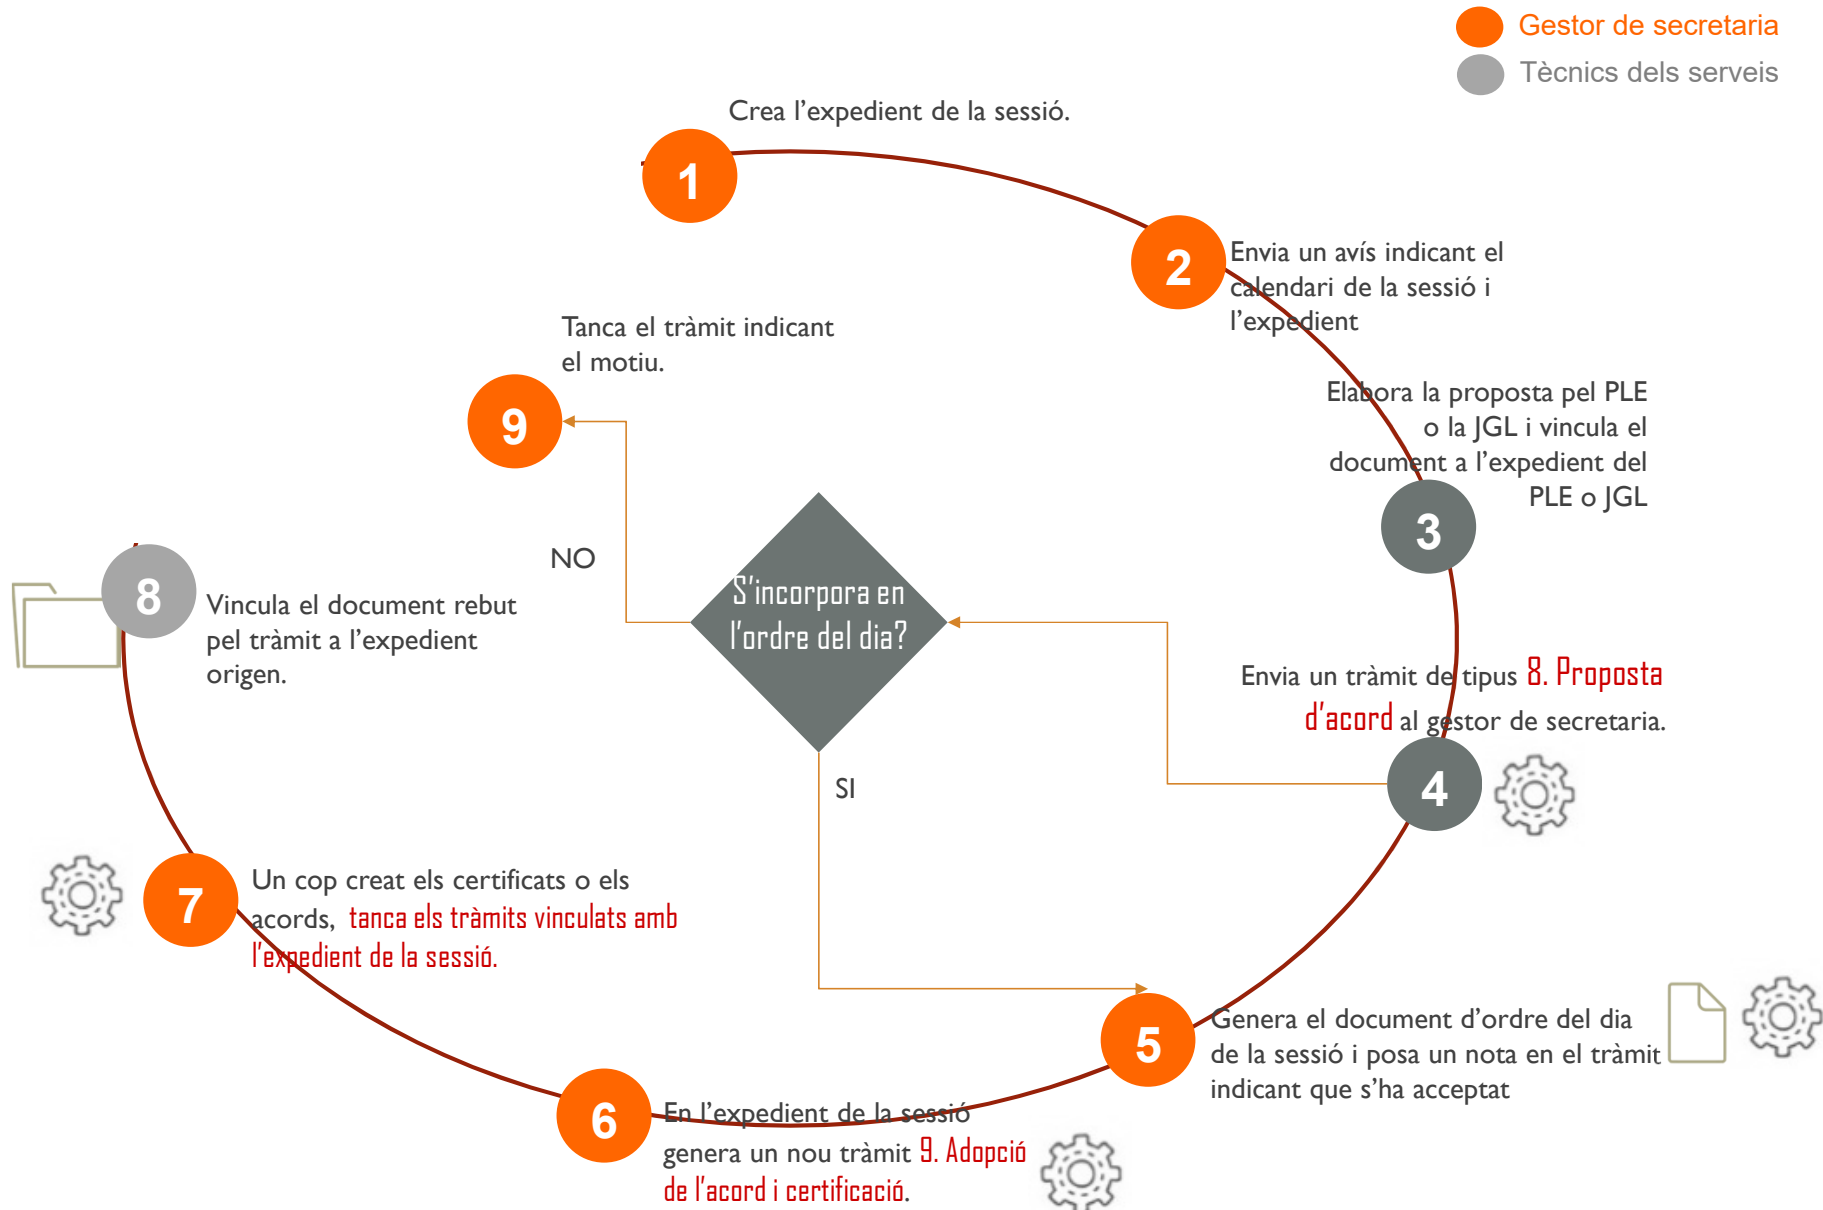 Gestor de secretaria
Tècnics dels serveis
Crea l’expedient de la sessió.
1
2
Envia un avís indicant el
calendari de la sessió i
l’expedient
Elabora la proposta pel PLE
o la JGL i vincula el
document a l’expedient del
PLE o JGL
3
Envia un tràmit de tipus 8. Proposta
d’acord al gestor de secretaria.
4
S’incorpora en
l’ordre del dia?
NO
SI
Tanca el tràmit indicant
el motiu.
9
5
Genera el document d’ordre del dia
de la sessió i posa un nota en el tràmit
indicant que s’ha acceptat
6
En l’expedient de la sessió
genera un nou tràmit 9. Adopció
de l’acord i certificació.
7
Un cop creat els certificats o els
acords, tanca els tràmits vinculats amb
l’expedient de la sessió.
8
Vincula el document rebut
pel tràmit a l’expedient
origen.